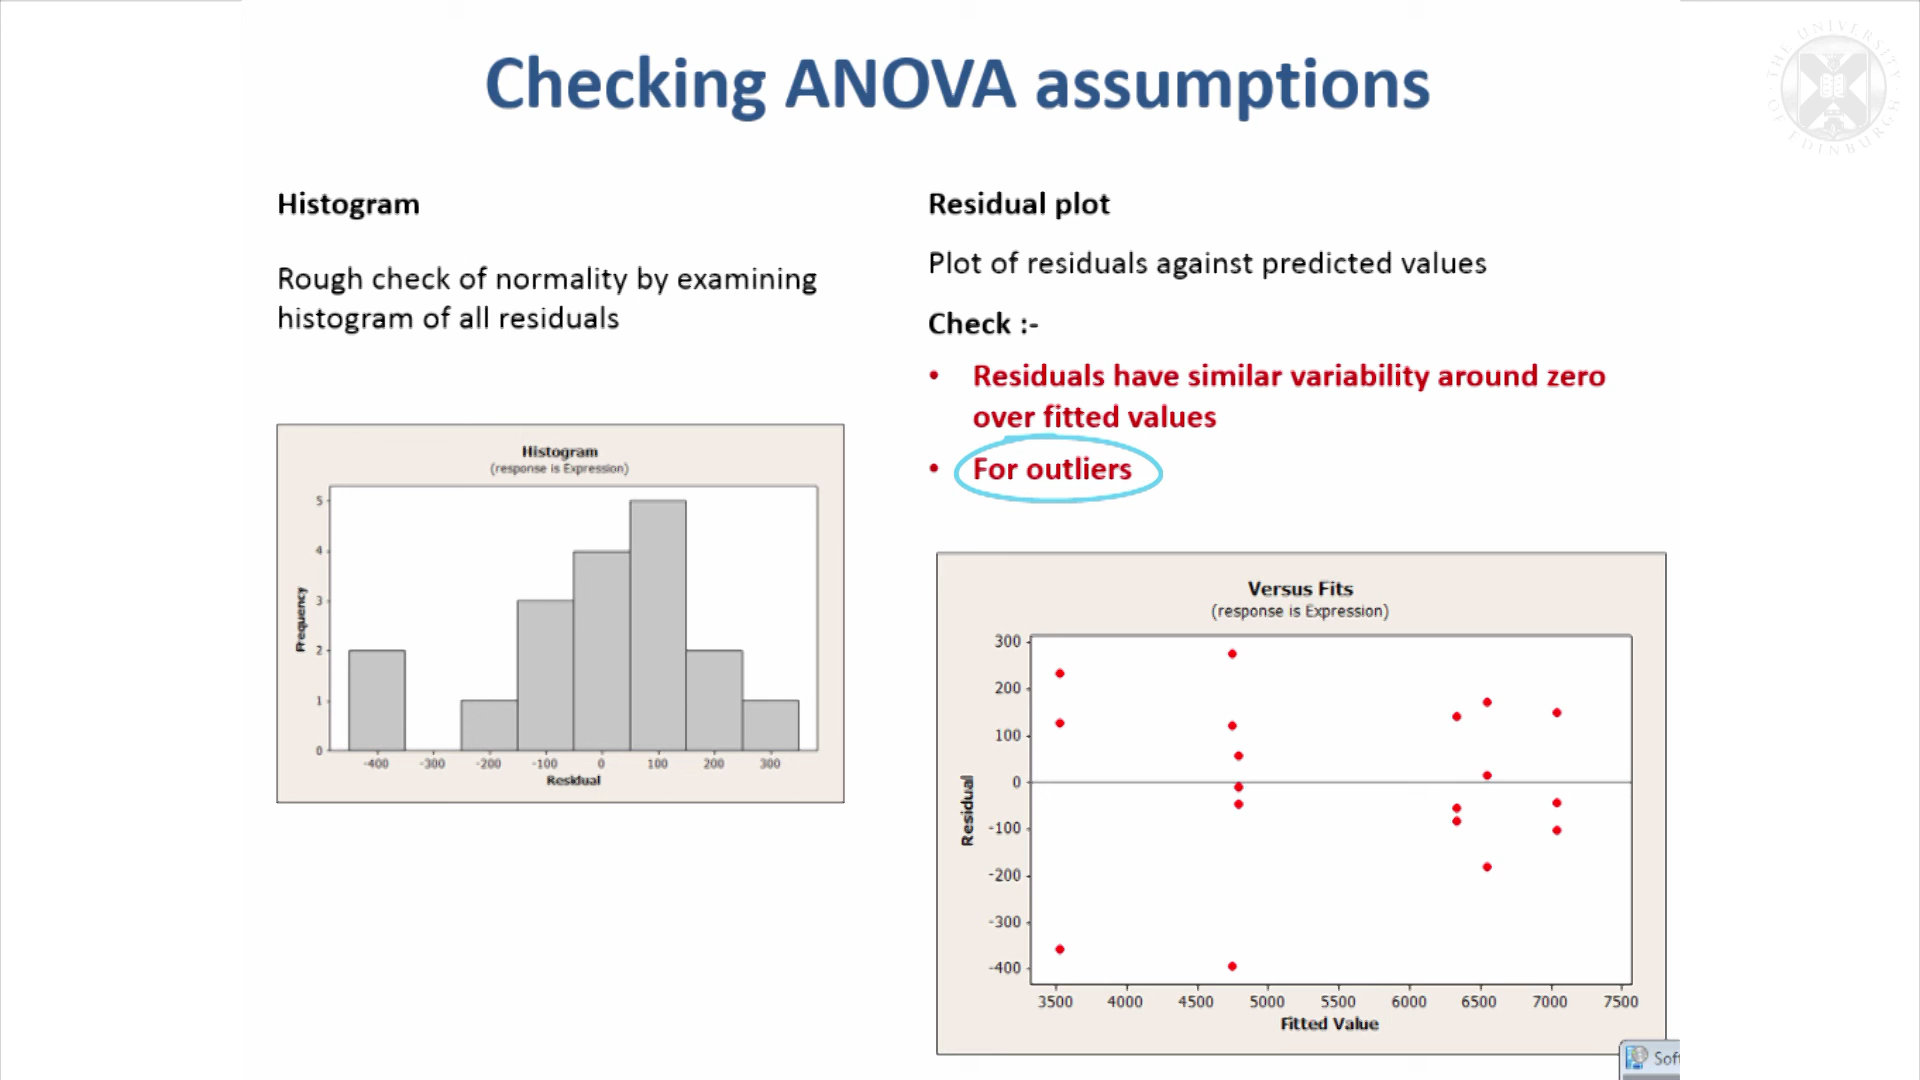 Checking ANOVA assumptions
THE UNIVERSITY OF EDINBURGH
Histogram
Rough check of normality by examining
histogram of all residuals
Histogram
(response is Expression)
5
4
3
2
1
0
Frequency
-400 -300 -200 -100 0 100 200 300
Residual
Residual plot
Plot of residuals against predicted values
Check :-
• Residuals have similar variability around zero
over fitted values
• For outliers
Versus Fits
(response is Expression)
300
200
100
0
-100
-200
-300
-400
Residual
3500 4000 4500 5000 5500 6000 6500 7000 7500
Fitted Value